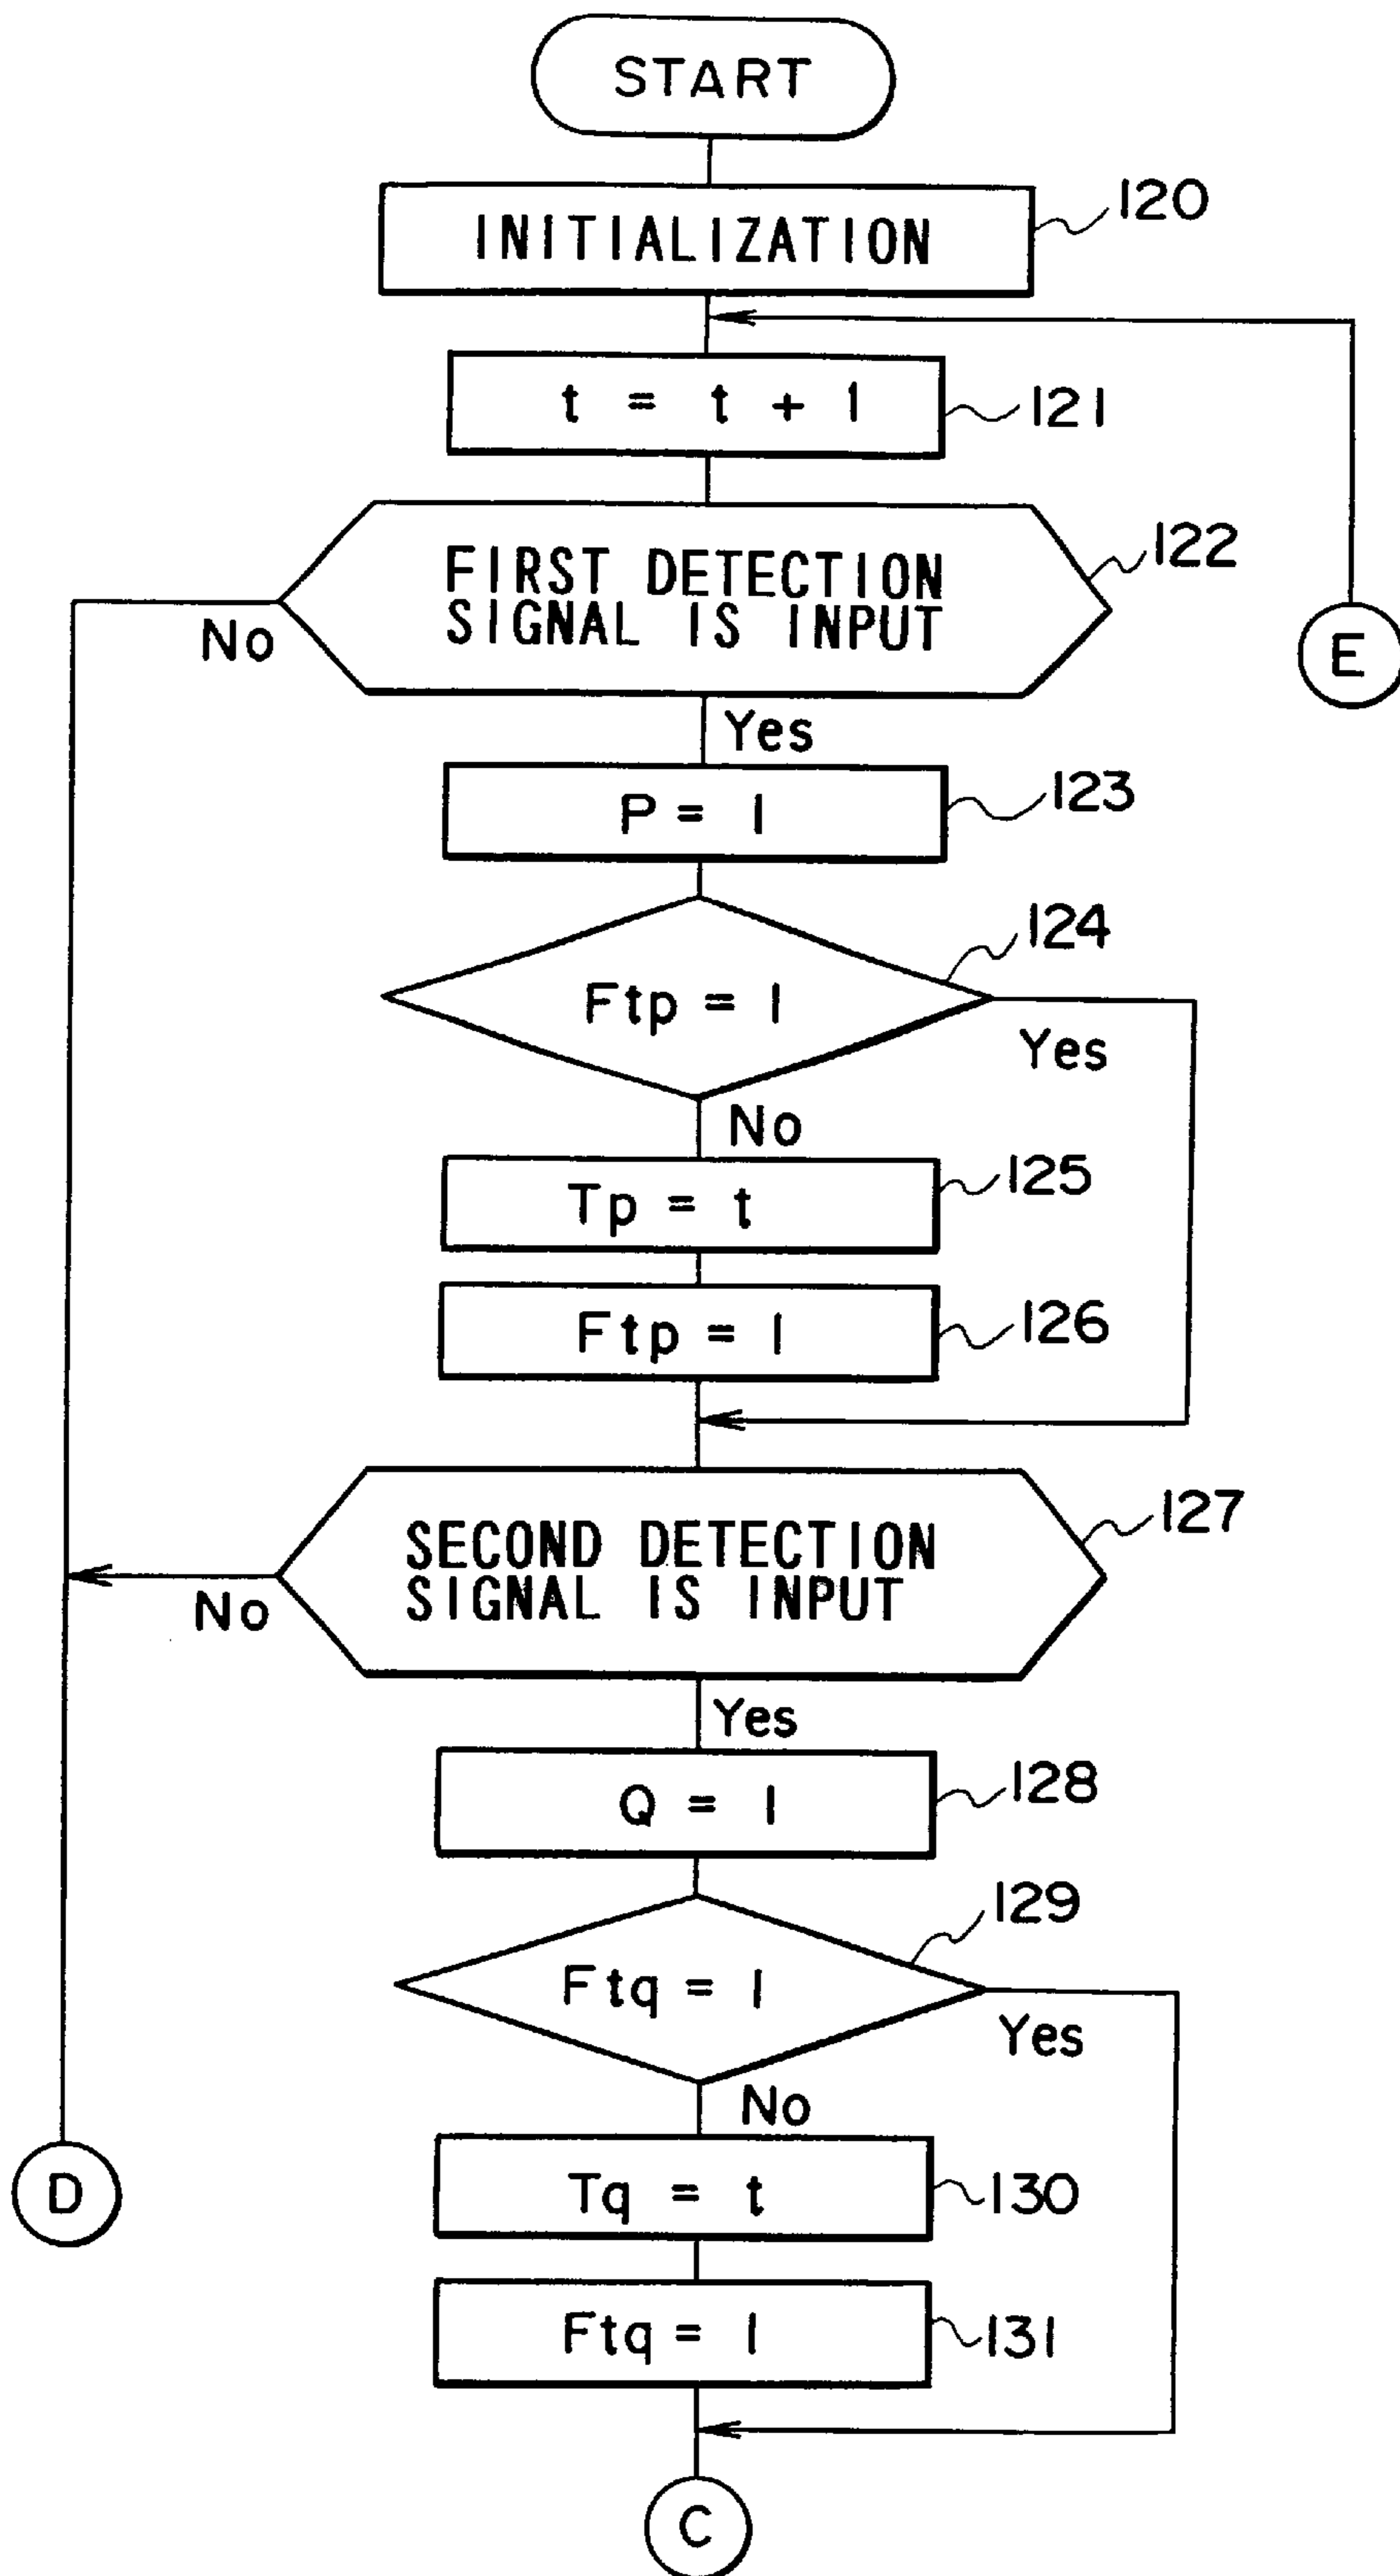 START
INITIALIZATION
120
t = t + 1
121
FIRST DETECTION
SIGNAL IS INPUT
122
No
E
Yes
P = 1
123
124
Ftp = 1
Yes
No
Tp = t
125
Ftp = 1
126
SECOND DETECTION
SIGNAL IS INPUT
127
No
Yes
Q = 1
128
129
Ftq = 1
Yes
No
D
Tq = t
130
Ftq = 1
131
C